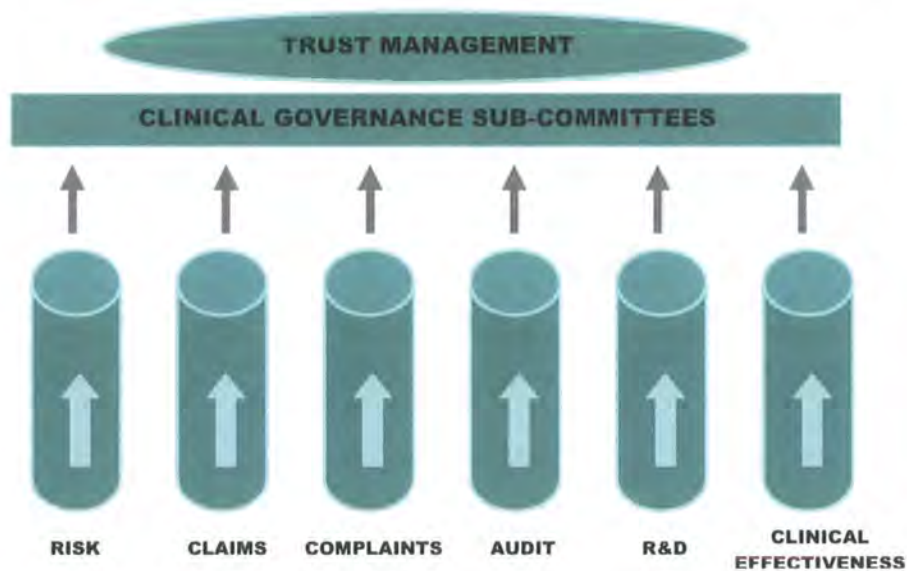 TRUST MANAGEMENT
CLINICAL GOVERNANCE SUB-COMMITTEES
RISK
CLAIMS
COMPLAINTS
AUDIT
R&D
CLINICAL
EFFECTIVENESS